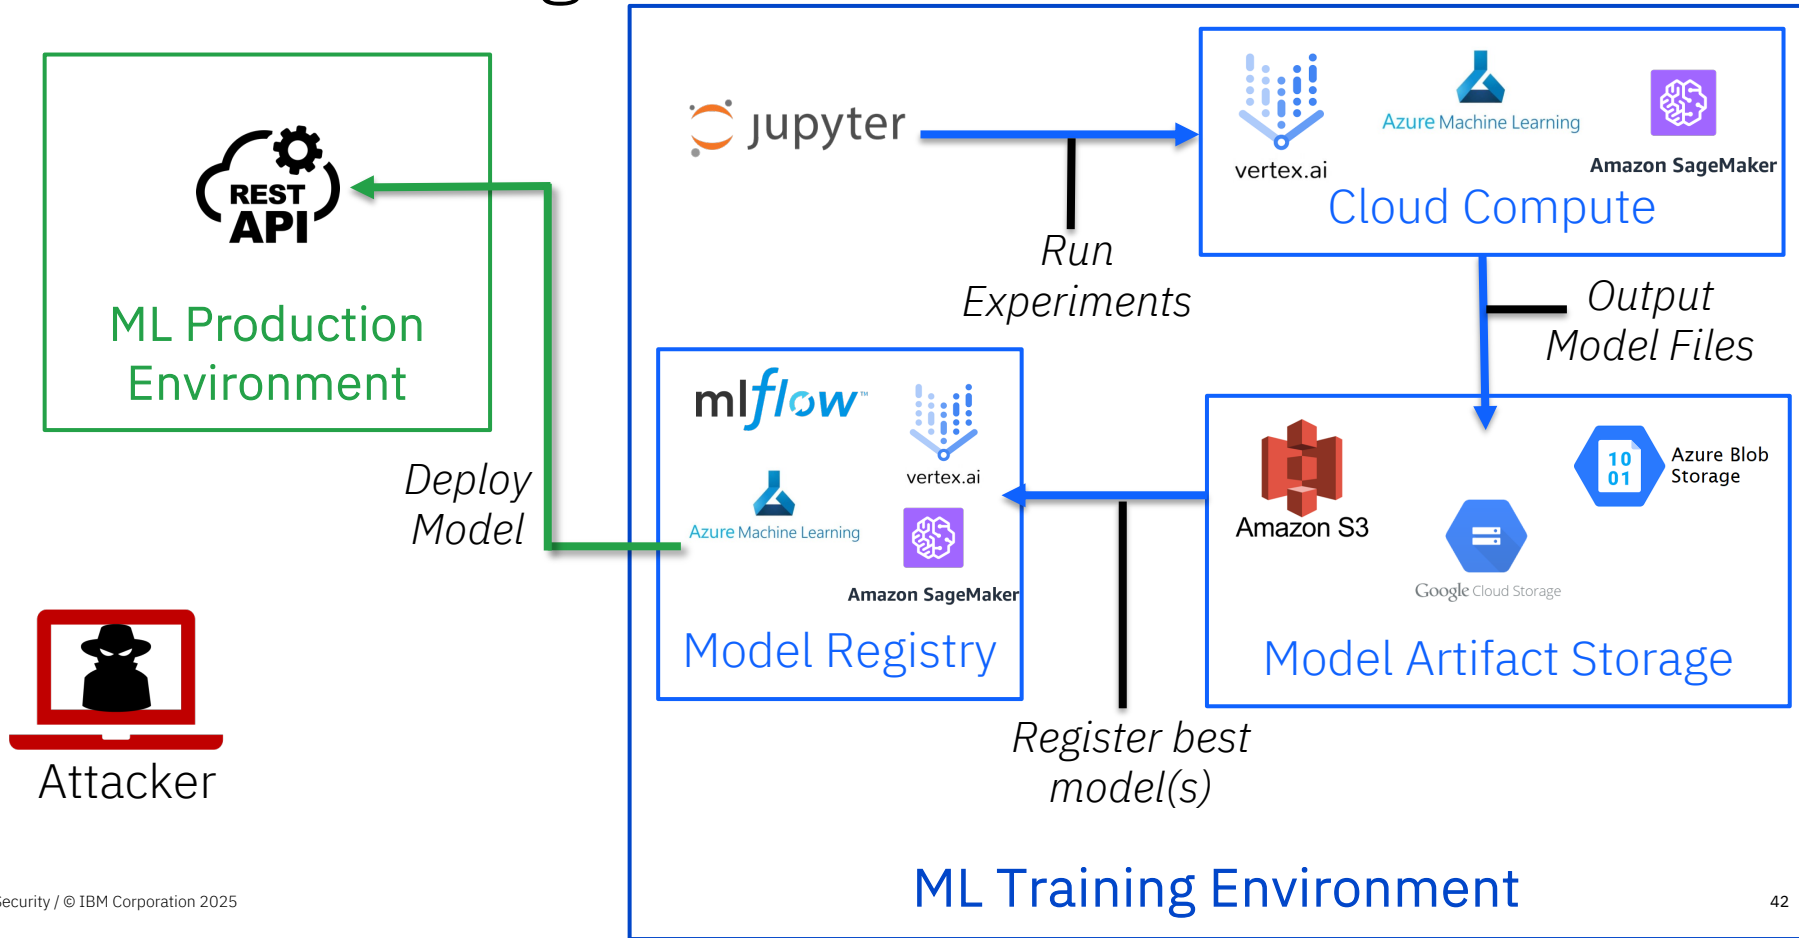 REST
API
ML Production
Environment
jupyter
Run
Experiments
vertex.ai
Azure Machine Learning
Amazon SageMaker
Cloud Compute
Output
Model Files
mlflow™
vertex.ai
Azure Machine Learning
Amazon SageMaker
Model Registry
Deploy
Model
Amazon S3
10
01
Azure Blob
Storage
Google Cloud Storage
Model Artifact Storage
Register best
model(s)
Attacker
ML Training Environment
Security / © IBM Corporation 2025
42